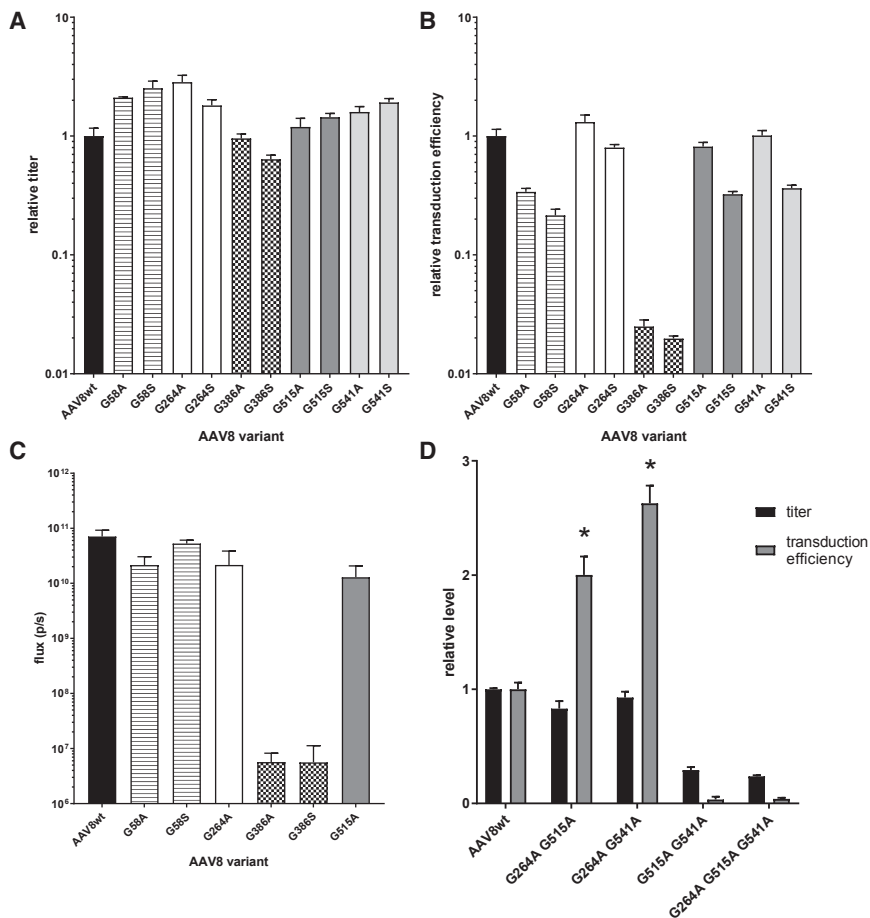 A
10
1
0.1
0.01
relative titer
AAV8wt
G58A
G58S
G264A
G264S
G386A
G386S
G515A
G515S
G541A
G541S
AAV8 variant
B
10
1
0.1
0.01
relative transduction efficiency
AAV8wt
G58A
G58S
G264A
G264S
G386A
G386S
G515A
G515S
G541A
G541S
AAV8 variant
C
10¹²
10¹¹
10¹⁰
10⁹
10⁸
10⁷
10⁶
flux (p/s)
AAV8wt
G58A
G58S
G264A
G386A
G386S
G515A
AAV8 variant
D
3
2
1
0
relative level
*
*
titer
transduction
efficiency
AAV8wt
G264A G515A
G264A G541A
G515A G541A
G264A G515A G541A